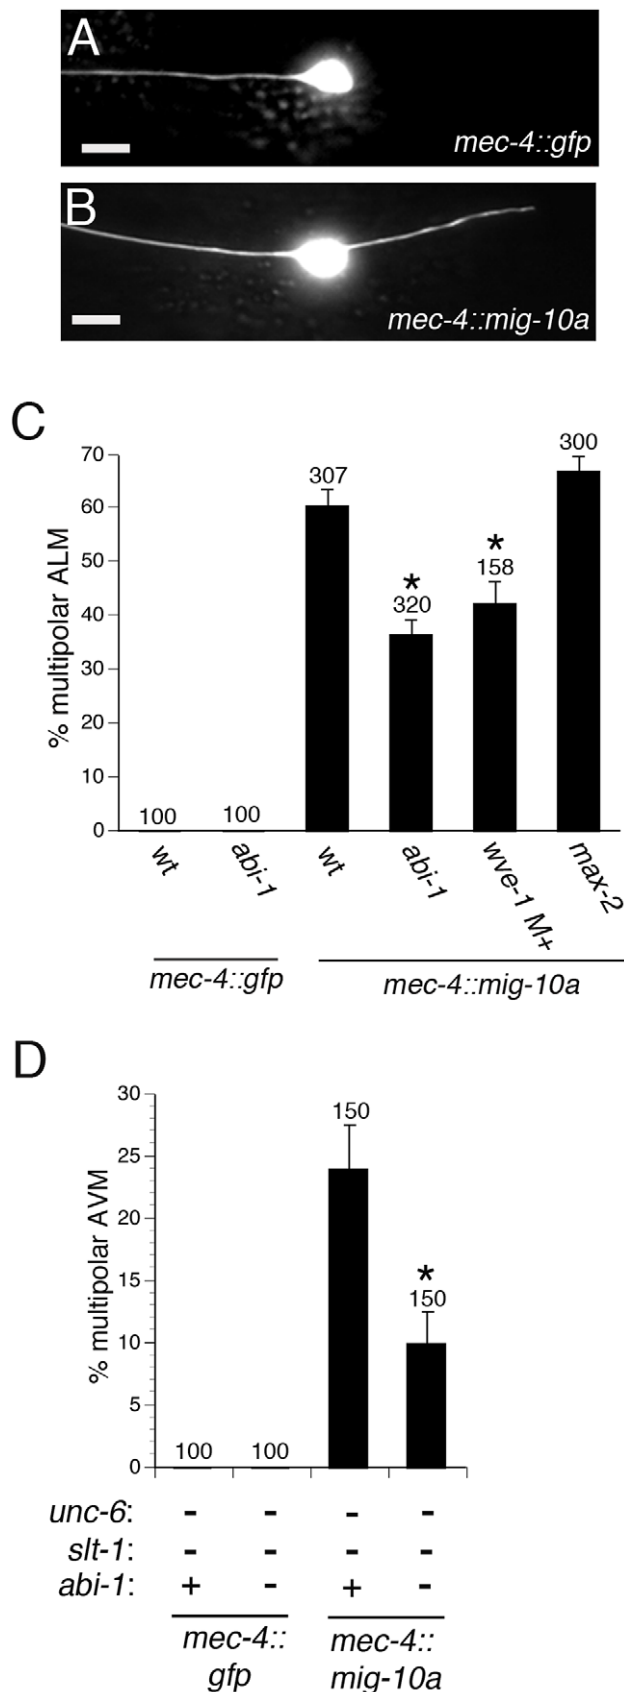 A
mec-4::gfp
B
mec-4::mig-10a
C
% multipolar ALM
70
60
50
40
30
20
10
0
100
100
307
*
320
*
158
300
wt
abi-1
wt
abi-1
wve-1 M+
max-2
mec-4::gfp
mec-4::mig-10a
D
% multipolar AVM
30
25
20
15
10
5
0
100
100
150
*
150
unc-6: - - - -
slt-1: - - - -
abi-1: + - + -
mec-4:: mec-4::
gfp mig-10a